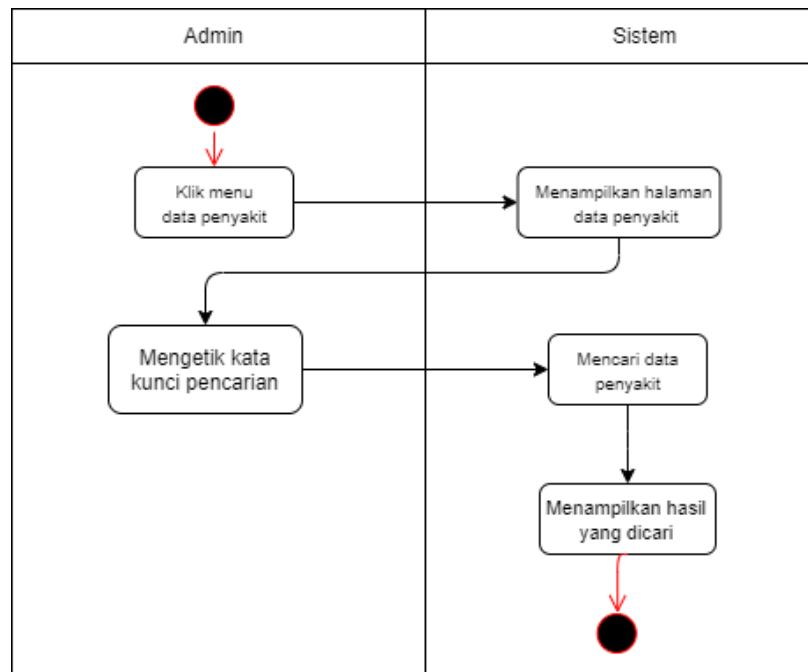 Admin
Sistem
Klik menu
data penyakit
Menampilkan halaman
data penyakit
Mengetik kata
kunci pencarian
Mencari data
penyakit
Menampilkan hasil
yang dicari